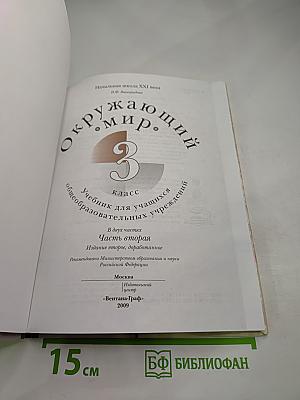 Начальная школа XXI века
Н.Ф. Виноградова
Окружающий
•мир•
3
класс
Учебник для учащихся
общеобразовательных учреждений
В двух частях
Часть вторая
Издание второе, доработанное
Рекомендовано Министерством образования и науки
Российской Федерации
Москва
Издательский
центр
«Вентана-Граф»
2009
15 см
БФ БИБЛИОФАН